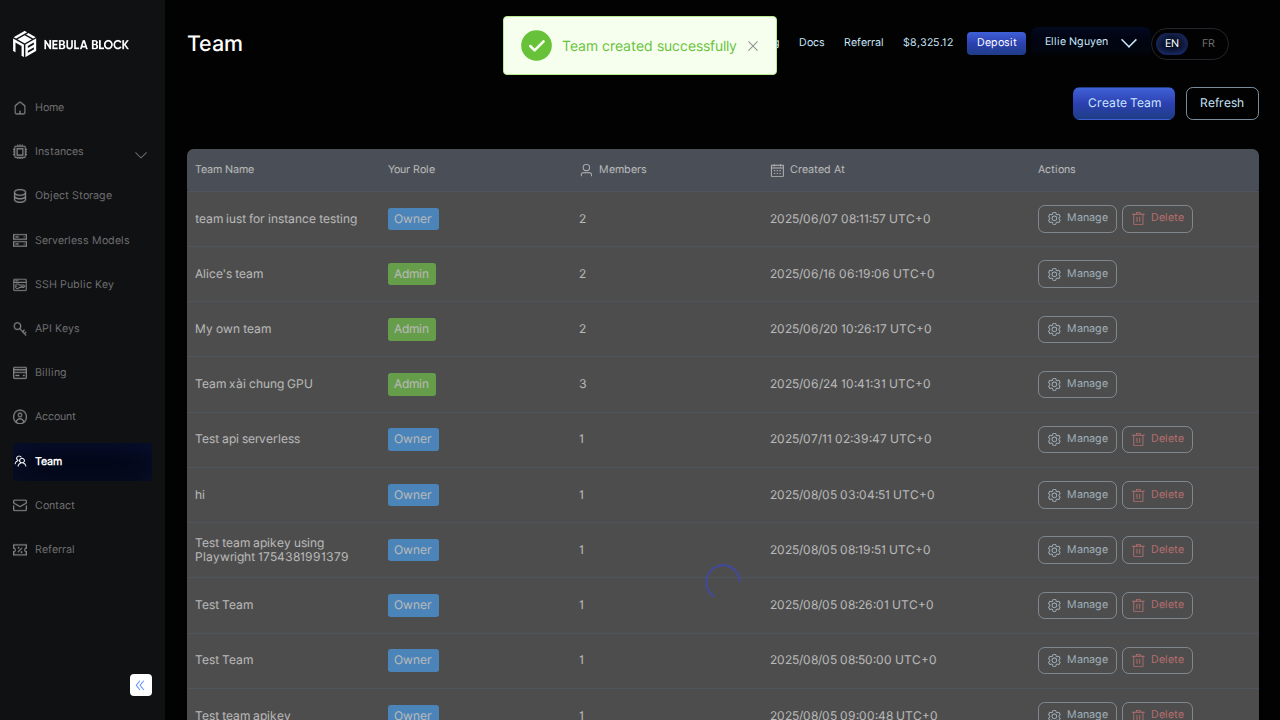 NEBULA BLOCK
Team
Team created successfully
Docs
Referral
$8,325.12
Deposit
Ellie Nguyen
EN
FR
Create Team
Refresh
Home
Instances
Object Storage
Serverless Models
SSH Public Key
API Keys
Billing
Account
Team
Contact
Referral
Team Name Your Role Members Created At Actions
team iust for instance testing Owner 2 2025/06/07 08:11:57 UTC+0 Manage Delete
Alice's team Admin 2 2025/06/16 06:19:06 UTC+0 Manage
My own team Admin 2 2025/06/20 10:26:17 UTC+0 Manage
Team xài chung GPU Admin 3 2025/06/24 10:41:31 UTC+0 Manage
Test api serverless Owner 1 2025/07/11 02:39:47 UTC+0 Manage Delete
hi Owner 1 2025/08/05 03:04:51 UTC+0 Manage Delete
Test team apikey using
Playwright 1754381991379 Owner 1 2025/08/05 08:19:51 UTC+0 Manage Delete
Test Team Owner 1 2025/08/05 08:26:01 UTC+0 Manage Delete
Test Team Owner 1 2025/08/05 08:50:00 UTC+0 Manage Delete
Test team apikey Owner 1 2025/08/05 09:00:48 UTC+0 Manage Delete